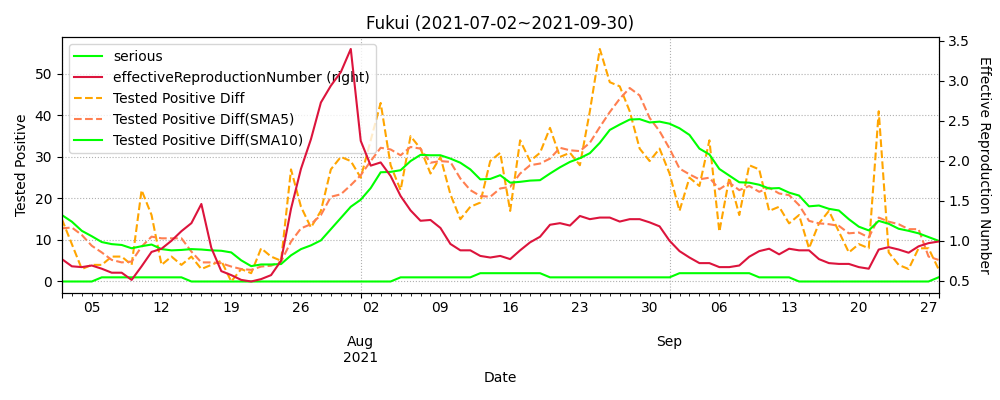 Fukui (2021-07-02~2021-09-30)
serious
effectiveReproductionNumber (right)
Tested Positive Diff
Tested Positive Diff(SMA5)
Tested Positive Diff(SMA10)
Tested Positive
50
40
30
20
10
0
3.5
3.0
2.5
2.0
1.5
1.0
0.5
Effective Reproduction Number
05 12 19 26 02 09 16 23 30 06 13 20 27
Aug Sep
2021
Date